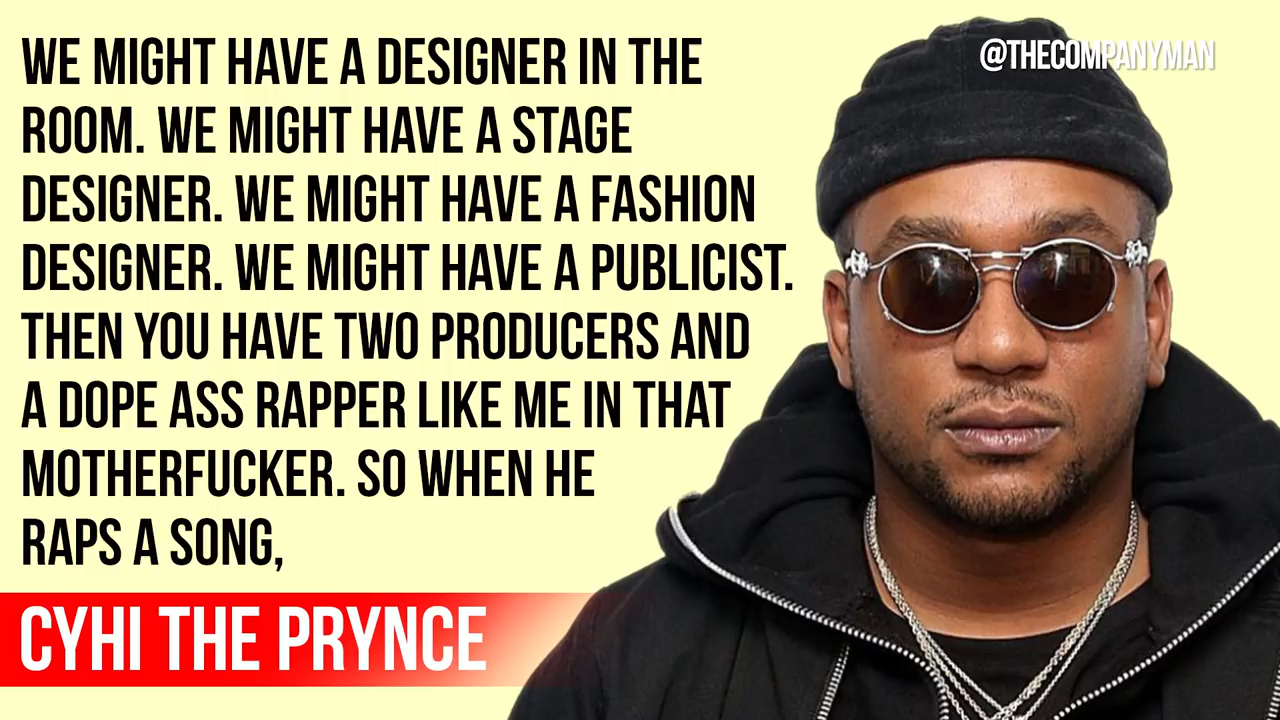 WE MIGHT HAVE A DESIGNER IN THE
ROOM. WE MIGHT HAVE A STAGE
DESIGNER. WE MIGHT HAVE A FASHION
DESIGNER. WE MIGHT HAVE A PUBLICIST.
THEN YOU HAVE TWO PRODUCERS AND
A DOPE ASS RAPPER LIKE ME IN THAT
MOTHERFUCKER. SO WHEN HE
RAPS A SONG,
CYHI THE PRYNCE
@THECOMPANYMAN